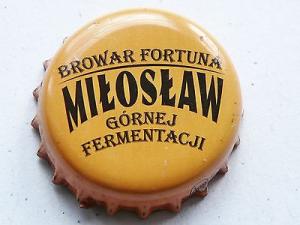 BROWAR FORTUNA
MIŁOSŁAW
GÓRNEJ
FERMENTACJI